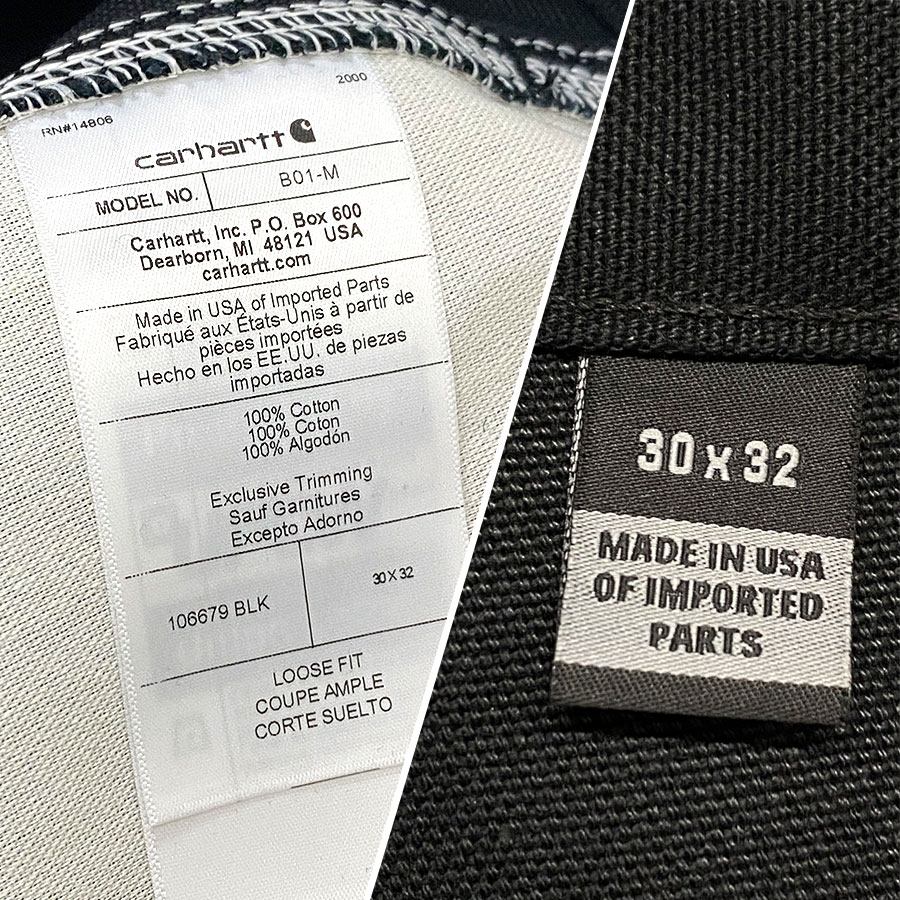 2000
RN#14806
carhartt
MODEL NO. B01-M
Carhartt, Inc. P.O. Box 600
Dearborn, MI 48121 USA
carhartt.com
Made in USA of Imported Parts
Fabriqué aux États-Unis à partir de
pièces importées
Hecho en los EE.UU. de piezas
importadas
100% Cotton
100% Coton
100% Algodón
Exclusive Trimming
Sauf Garnitures
Excepto Adorno
106679 BLK 30 X 32
LOOSE FIT
COUPE AMPLE
CORTE SUELTO
30 x 32
MADE IN USA
OF IMPORTED
PARTS